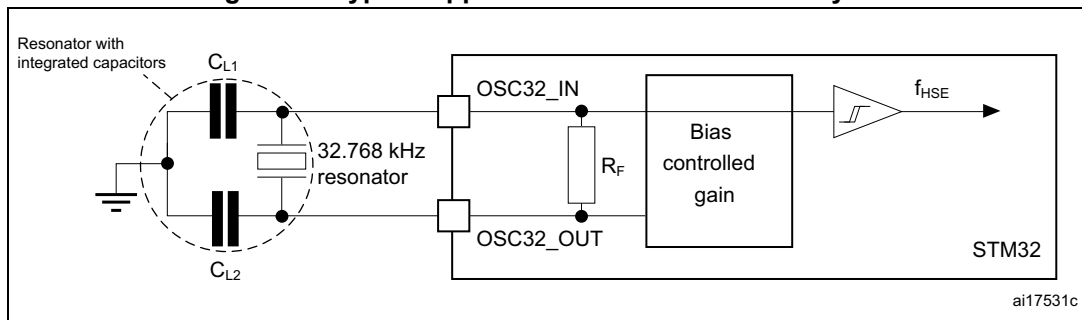 Resonator with
integrated capacitors
CL1
OSC32_IN
fHSE
32.768 kHz
resonator
RF
Bias
controlled
gain
OSC32_OUT
STM32
CL2
ai17531c